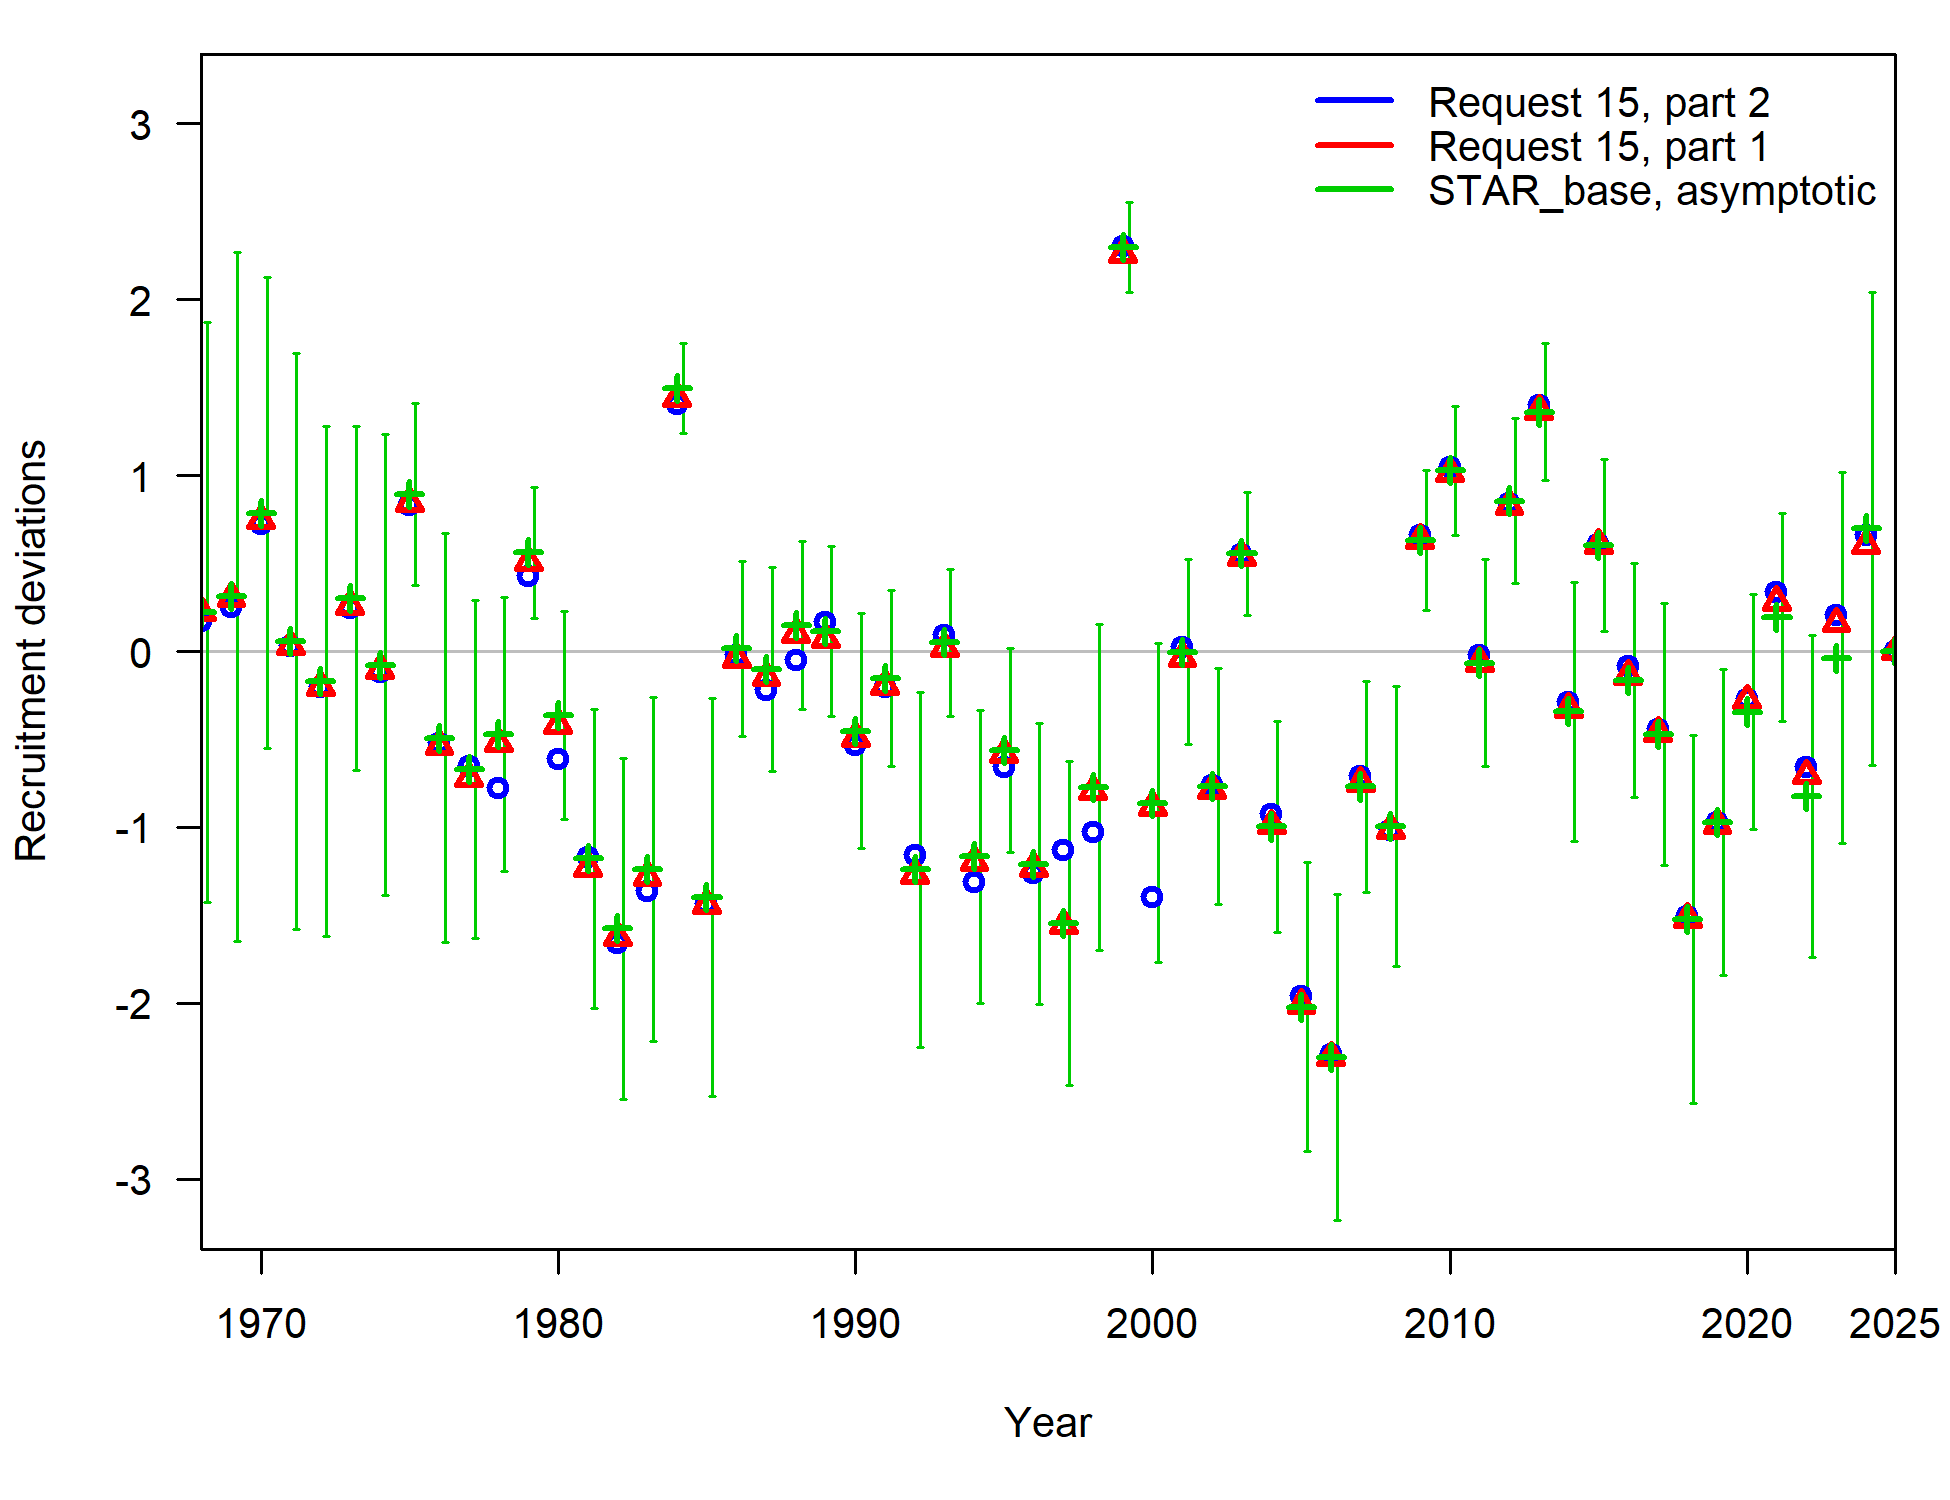 Request 15, part 2
Request 15, part 1
STAR_base, asymptotic
Recruitment deviations
3
2
1
0
-1
-2
-3
1970 1980 1990 2000 2010 2020 2025
Year